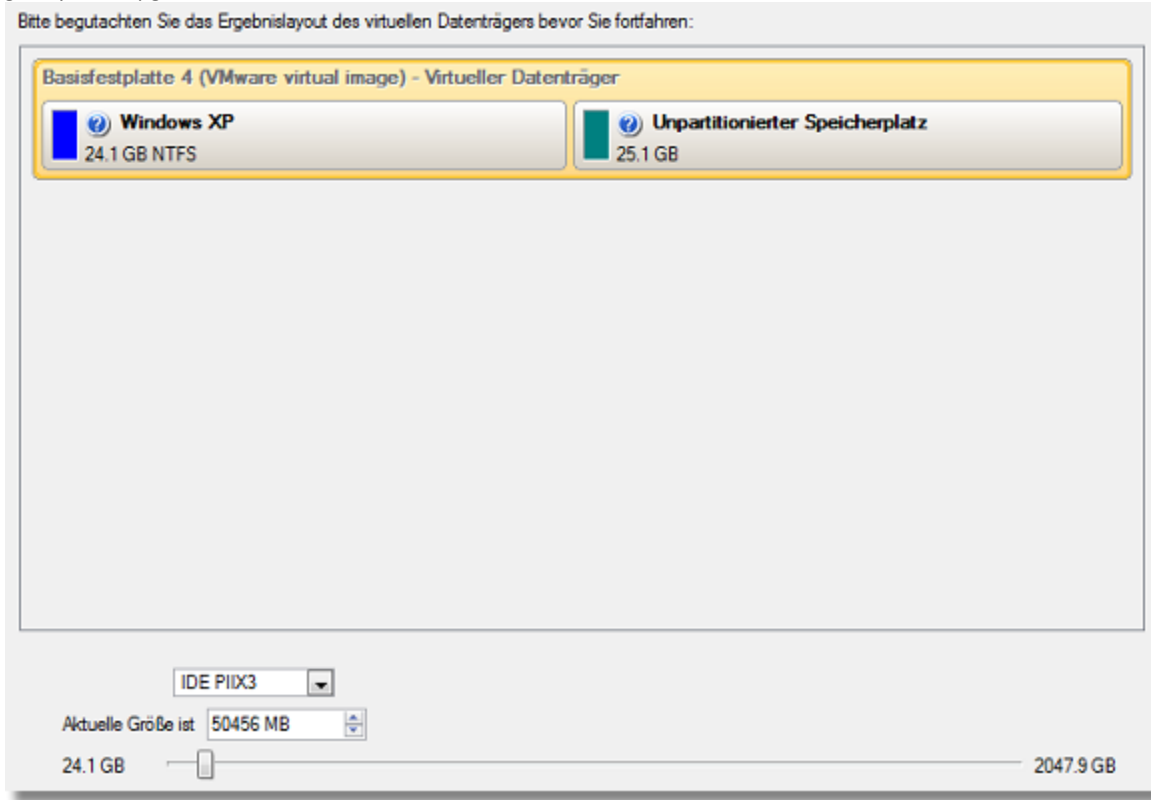 Bitte begutachten Sie das Ergebnislayout des virtuellen Datenträgers bevor Sie fortfahren:
Basisfestplatte 4 (VMware virtual image) - Virtueller Datenträger
Windows XP
24.1 GB NTFS
Unpartitionierter Speicherplatz
25.1 GB
IDE PIIX3
Aktuelle Größe ist 50456 MB
24.1 GB
2047.9 GB